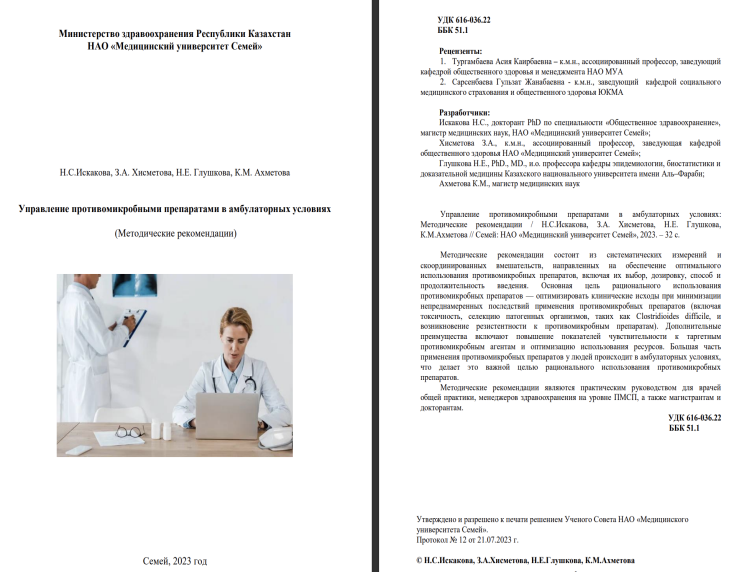 Министерство здравоохранения Республики Казахстан
НАО «Медицинский университет Семей»
Н.С.Искакова, З.А. Хисметова, Н.Е. Глушкова, К.М. Ахметова
Управление противомикробными препаратами в амбулаторных условиях
(Методические рекомендации)
Семей, 2023 год
УДК 616-036.22
ББК 51.1
Рецензенты:
1. Тургамбаева Асия Каирбаевна – к.м.н., ассоциированный профессор, заведующий
кафедрой общественного здоровья и менеджмента НАО МУА
2. Сарсенбаева Гульзат Жанабаевна - к.м.н., заведующий кафедрой социального
медицинского страхования и общественного здоровья ЮКМА
Разработчики:
Искакова Н.С., докторант PhD по специальности «Общественное здравоохранение»,
магистр медицинских наук, НАО «Медицинский университет Семей»;
Хисметова З.А., к.м.н., ассоциированный профессор, заведующая кафедрой
общественного здоровья НАО «Медицинский университет Семей»;
Глушкова Н.Е., PhD., MD., и.о. профессора кафедры эпидемиологии, биостатистики и
доказательной медицины Казахского национального университета имени Аль–Фараби;
Ахметова К.М., магистр медицинских наук
Управление противомикробными препаратами в амбулаторных условиях:
Методические рекомендации / Н.С.Искакова, З.А. Хисметова, Н.Е. Глушкова,
К.М.Ахметова // Семей: НАО «Медицинский университет Семей», 2023. – 32 с.
Методические рекомендации состоит из систематических измерений и
скоординированных вмешательств, направленных на обеспечение оптимального
использования противомикробных препаратов, включая их выбор, дозировку, способ и
продолжительность введения. Основная цель рационального использования
противомикробных препаратов — оптимизировать клинические исходы при минимизации
непреднамеренных последствий применения противомикробных препаратов (включая
токсичность, селекцию патогенных организмов, таких как Clostridioides difficile, и
возникновение резистентности к противомикробным препаратам). Дополнительные
преимущества включают повышение показателей чувствительности к таргетным
противомикробным агентам и оптимизацию использования ресурсов. Большая часть
применения противомикробных препаратов у людей происходит в амбулаторных условиях,
что делает это важной целью рационального использования противомикробных
препаратов.
Методические рекомендации являются практическим руководством для врачей
общей практики, менеджеров здравоохранения на уровне ПМСП, а также магистрантам и
докторантам.
УДК 616-036.22
ББК 51.1
Утверждено и разрешено к печати решением Ученого Совета НАО «Медицинского
университета Семей».
Протокол № 12 от 21.07.2023 г.
© Н.С.Искакова, З.А.Хисметова, Н.Е.Глушкова, К.М.Ахметова